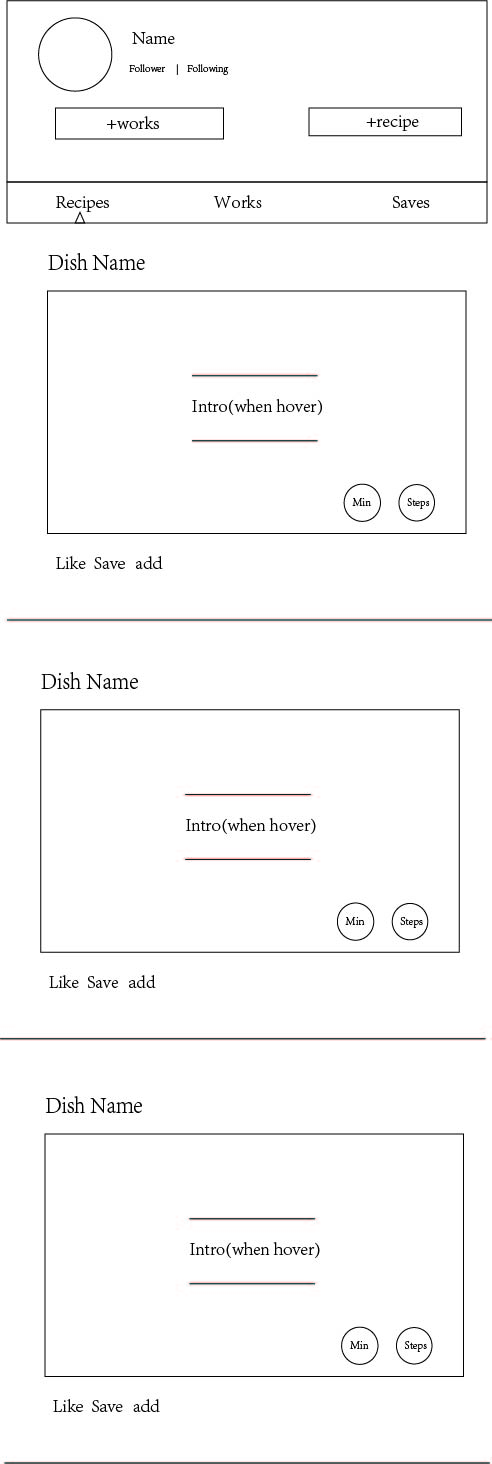 Name
Follower | Following
+works +recipe
Recipes Works Saves
Dish Name
Intro(when hover)
Min Steps
Like Save add
Dish Name
Intro(when hover)
Min Steps
Like Save add
Dish Name
Intro(when hover)
Min Steps
Like Save add